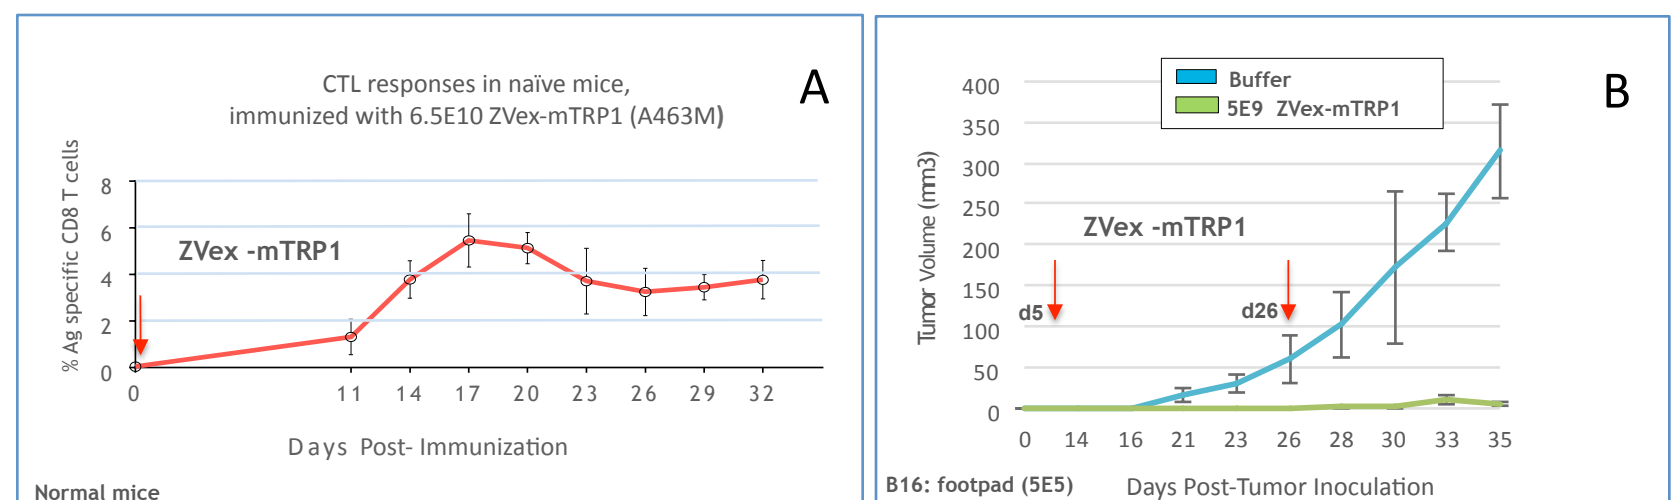 A
CTL responses in naïve mice,
immunized with 6.5E10 ZVex-mTRP1 (A463M)
% Ag specific CD8 T cells
8
6
4
2
0
ZVex -mTRP1
0 11 14 17 20 23 26 29 32
Days Post- Immunization
Normal mice
B
Buffer
5E9 ZVex-mTRP1
Tumor Volume (mm3)
400
350
300
250
200
150
100
50
0
ZVex -mTRP1
d5
d26
0 14 16 21 23 26 28 30 33 35
B16: footpad (5E5)
Days Post-Tumor Inoculation